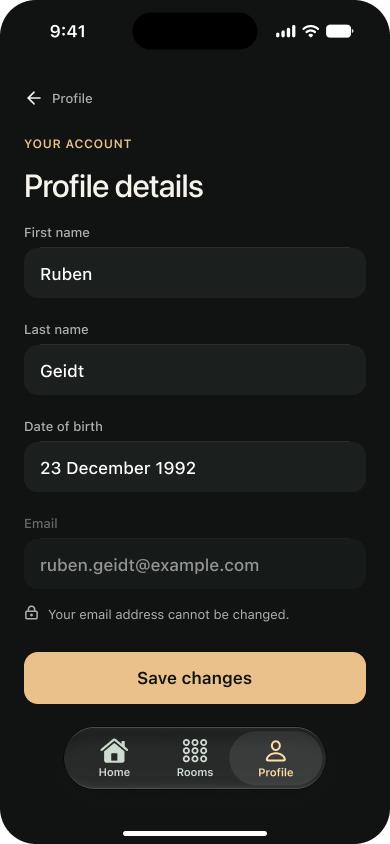 9:41
Profile
YOUR ACCOUNT
Profile details
First name
Ruben
Last name
Geidt
Date of birth
23 December 1992
Email
ruben.geidt@example.com
Your email address cannot be changed.
Save changes
Home
Rooms
Profile